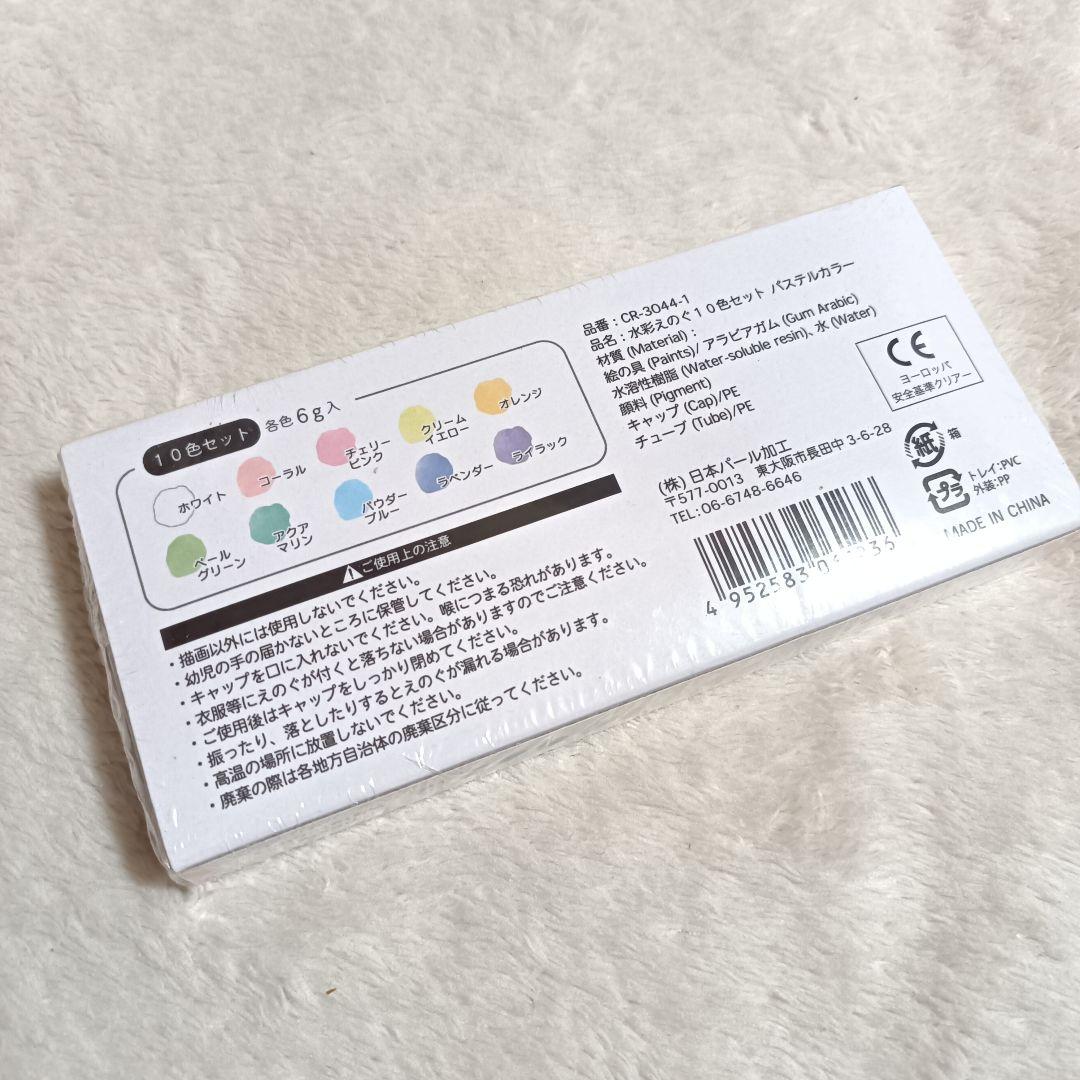 10色セット 各色6g入
ホワイト
コーラル
チェリー
ピンク
クリーム
イエロー
オレンジ
ペール
グリーン
アクア
マリン
パウダー
ブルー
ラベンダー
ライラック
ご使用上の注意
・描画以外には使用しないでください。
・幼児の手の届かないところに保管してください。
・キャップを口に入れないでください。喉につまる恐れがあります。
・衣服等にえのぐが付くと落ちない場合がありますのでご注意ください。
・ご使用後はキャップをしっかり閉めてください。
・振ったり、落としたりするとえのぐが漏れる場合があります。
・高温の場所に放置しないでください。
・廃棄の際は各地方自治体の廃棄区分に従ってください。
品番：CR-3044-1
品名：水彩えのぐ10色セット パステルカラー
材質 (Material)：
絵の具 (Paints)/ アラビアガム (Gum Arabic)
水溶性樹脂 (Water-soluble resin)、水 (Water)
顔料 (Pigment)
キャップ (Cap)/PE
チューブ (Tube)/PE
(株) 日本パール加工
〒577-0013 東大阪市長田中 3-6-28
TEL：06-6748-6646
4 952583
CE
ヨーロッパ
安全基準クリアー
紙 箱
プラ トレイ：PVC
外装：PP
MADE IN CHINA